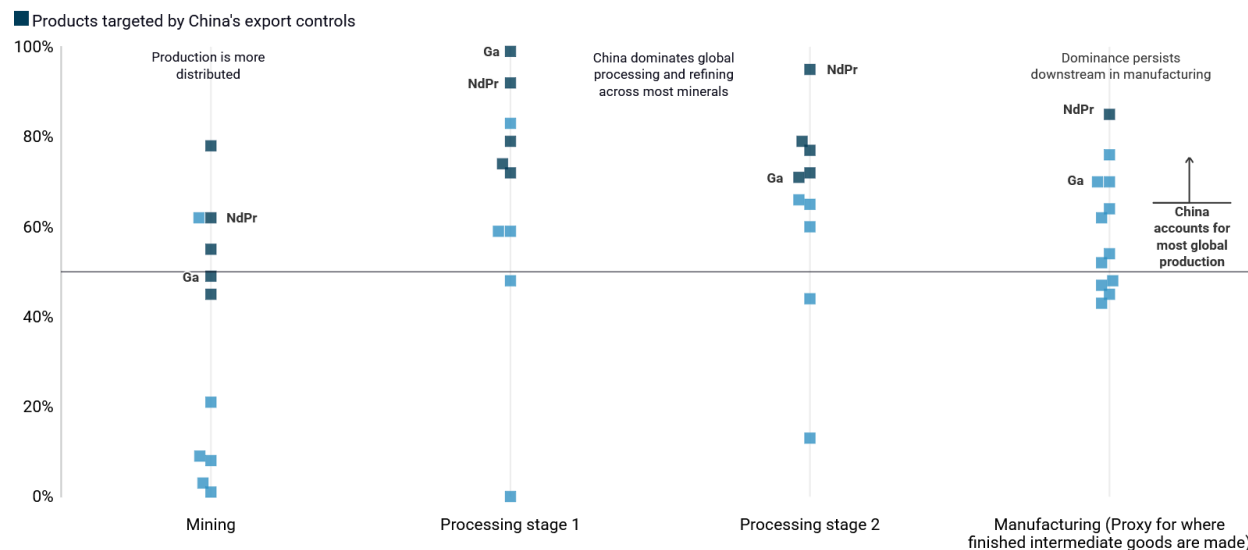 Products targeted by China's export controls
100%
80%
60%
40%
20%
0%
Production is more
distributed
China dominates global
processing and refining
across most minerals
Dominance persists
downstream in manufacturing
NdPr
Ga
Ga
NdPr
NdPr
Ga
NdPr
Ga
China
accounts for
most global
production
Mining
Processing stage 1
Processing stage 2
Manufacturing (Proxy for where
finished intermediate goods are made)